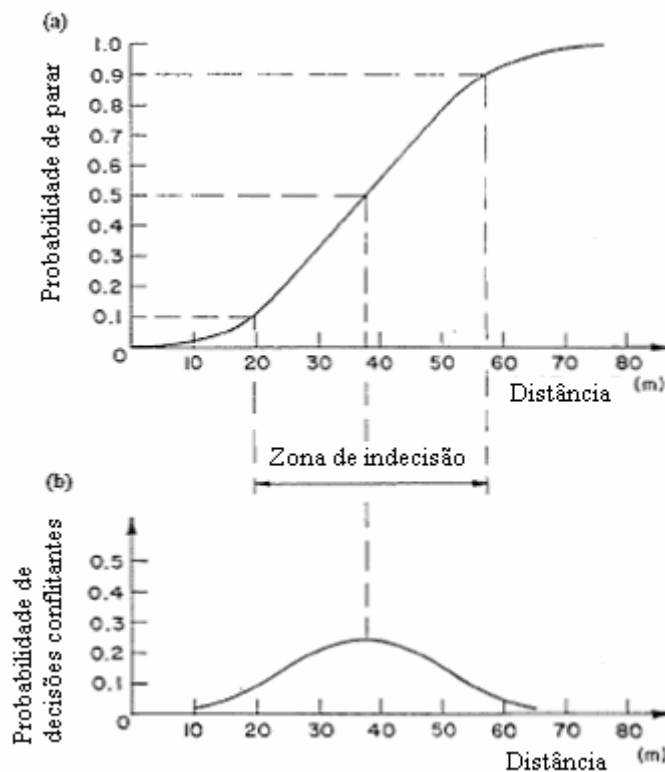 (a)
Probabilidade de parar
1.0
0.9
0.8
0.7
0.6
0.5
0.4
0.3
0.2
0.1
0
10 20 30 40 50 60 70 80 (m)
Distância
Zona de indecisão
(b)
Probabilidade de
decisões conflitantes
0.5
0.4
0.3
0.2
0.1
0
10 20 30 40 50 60 70 80
Distância (m)